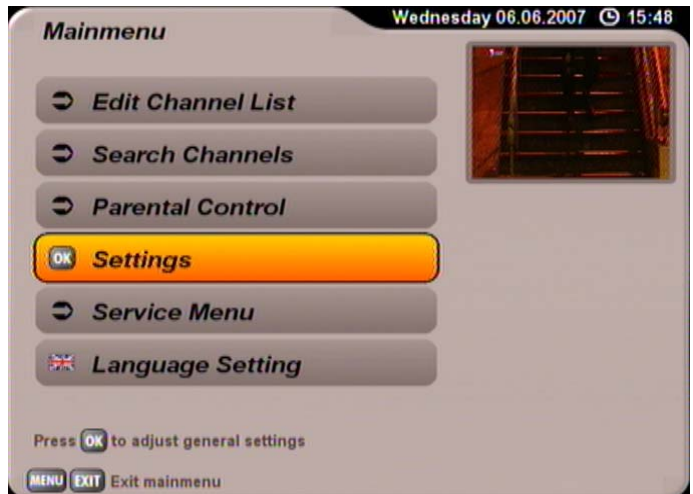 Mainmenu
Wednesday 06.06.2007 15:48
Edit Channel List
Search Channels
Parental Control
OK Settings
Service Menu
Language Setting
Press OK to adjust general settings
MENU EXIT Exit mainmenu